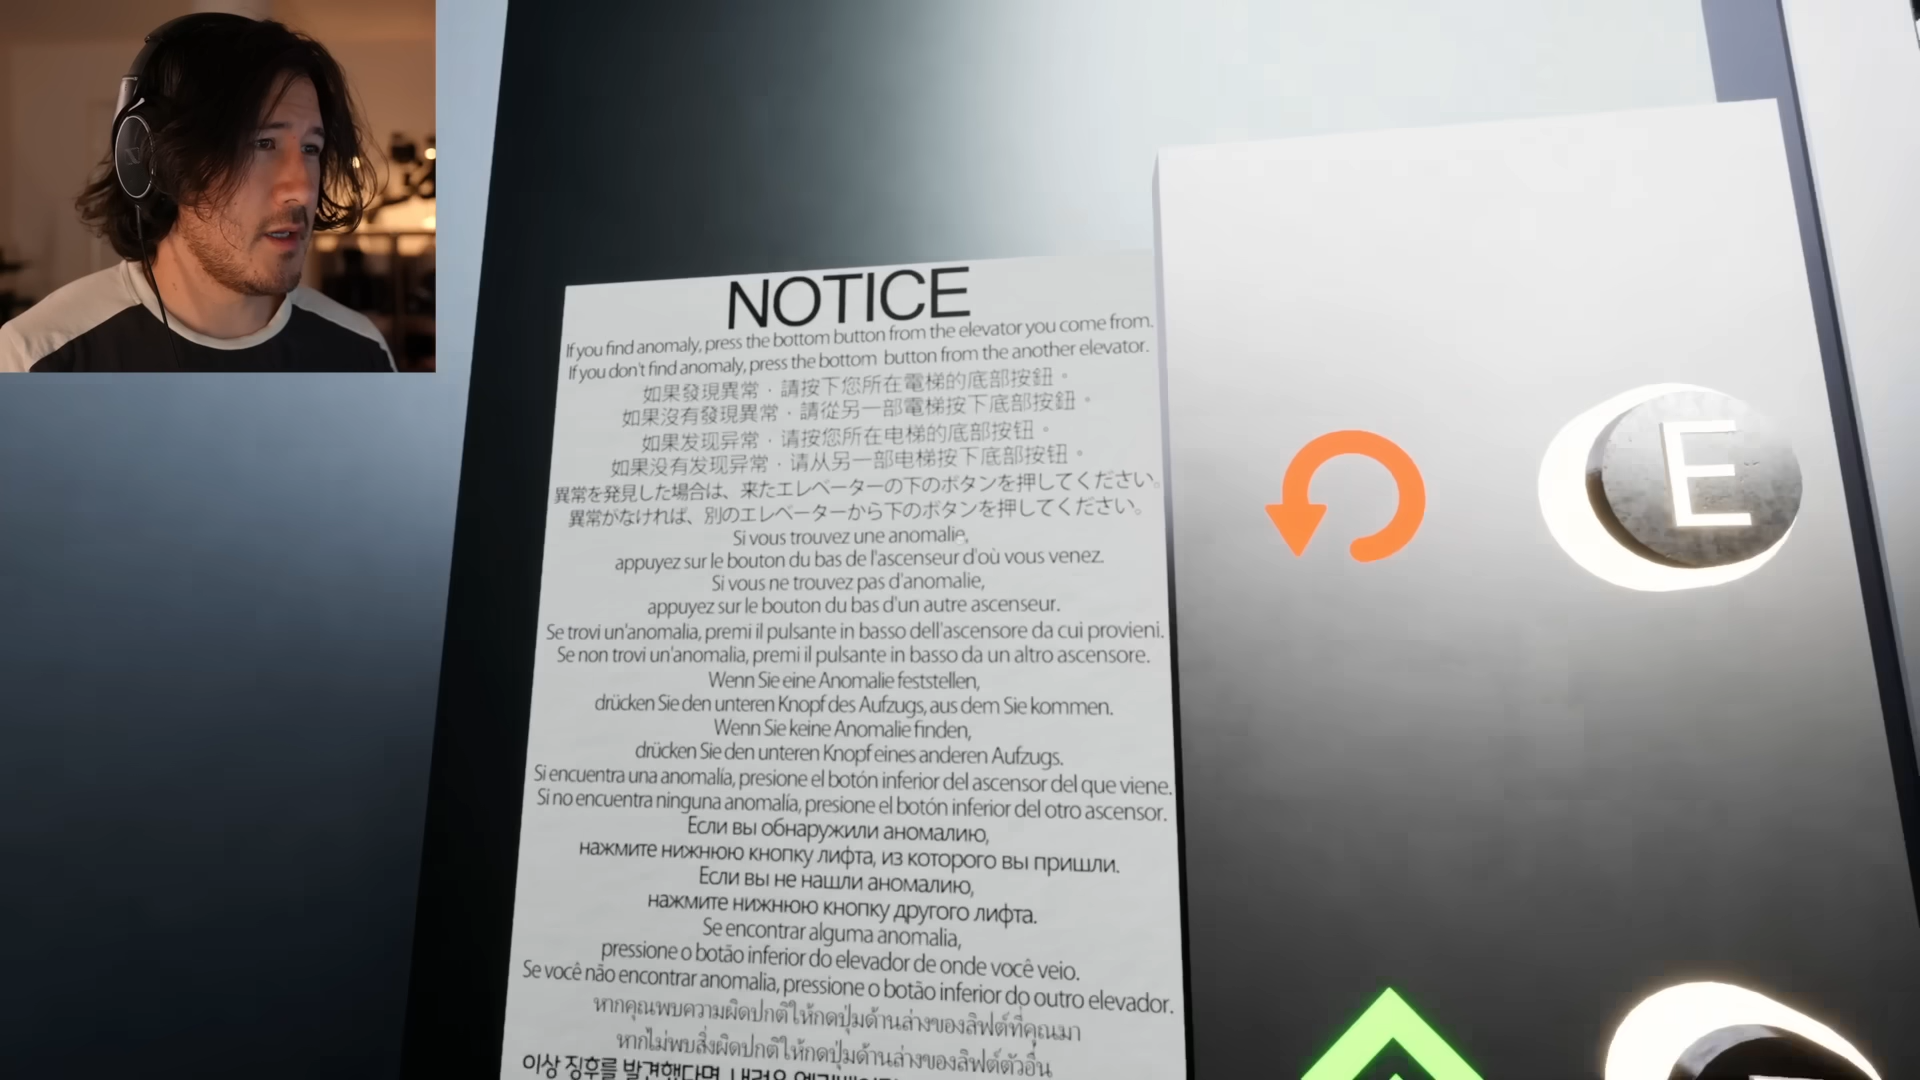 NOTICE
If you find anomaly, press the bottom button from the elevator you come from.
If you don't find anomaly, press the bottom button from the another elevator.
如果發現異常，請按下您所在電梯的底部按鈕。
如果沒有發現異常，請從另一部電梯按下底部按鈕。
如果发现异常，请按您所在电梯的底部按钮。
如果没有发现异常，请从另一部电梯按下底部按钮。
異常を発見した場合は、来たエレベーターの下のボタンを押してください。
異常がなければ、別のエレベーターから下のボタンを押してください。
Si vous trouvez une anomalie,
appuyez sur le bouton du bas de l'ascenseur d'où vous venez.
Si vous ne trouvez pas d'anomalie,
appuyez sur le bouton du bas d'un autre ascenseur.
Se trovi un'anomalia, premi il pulsante in basso dell'ascensore da cui provieni.
Se non trovi un'anomalia, premi il pulsante in basso da un altro ascensore.
Wenn Sie eine Anomalie feststellen,
drücken Sie den unteren Knopf des Aufzugs, aus dem Sie kommen.
Wenn Sie keine Anomalie finden,
drücken Sie den unteren Knopf eines anderen Aufzugs.
Si encuentra una anomalía, presione el botón inferior del ascensor del que viene.
Si no encuentra ninguna anomalía, presione el botón inferior del otro ascensor.
Если вы обнаружили аномалию,
нажмите нижнюю кнопку лифта, из которого вы пришли.
Если вы не нашли аномалию,
нажмите нижнюю кнопку другого лифта.
Se encontrar alguma anomalia,
pressione o botão inferior do elevador de onde você veio.
Se você não encontrar anomalia, pressione o botão inferior do outro elevador.
หากคุณพบความผิดปกติให้กดปุ่มด้านล่างของลิฟต์ที่คุณมา
หากไม่พบสิ่งผิดปกติให้กดปุ่มด้านล่างของลิฟต์ตัวอื่น
이상 징후를 발견했다면
E